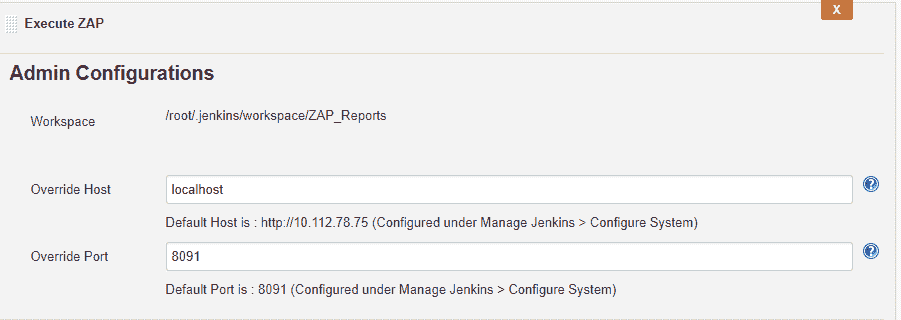 X
Execute ZAP
Admin Configurations
Workspace
/root/.jenkins/workspace/ZAP_Reports
Override Host
localhost
?
Default Host is : http://10.112.78.75 (Configured under Manage Jenkins > Configure System)
Override Port
8091
?
Default Port is : 8091 (Configured under Manage Jenkins > Configure System)